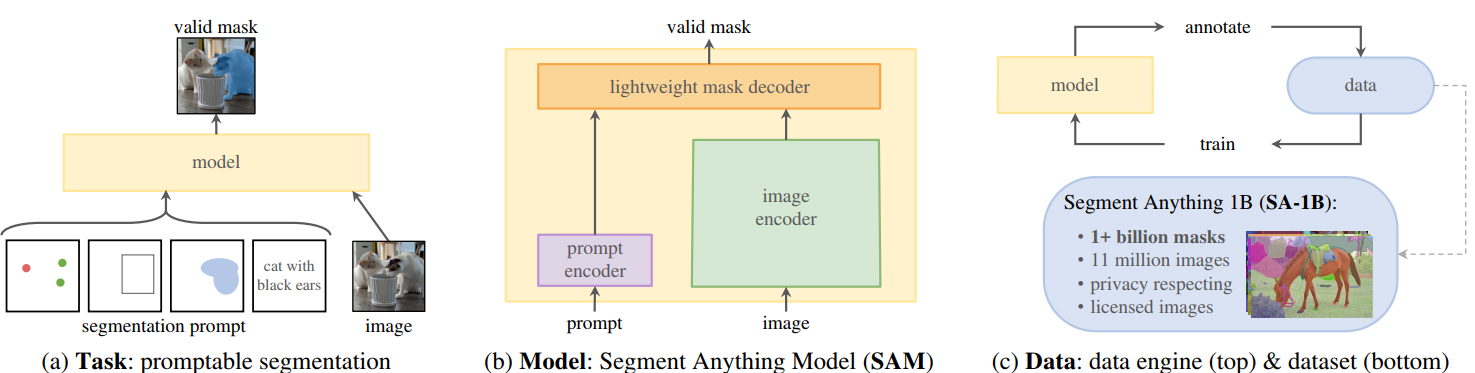 valid mask
model
cat with
black ears
segmentation prompt
image
(a) Task: promptable segmentation
valid mask
lightweight mask decoder
image
encoder
prompt
encoder
prompt
image
(b) Model: Segment Anything Model (SAM)
annotate
model
data
train
Segment Anything 1B (SA-1B):
• 1+ billion masks
• 11 million images
• privacy respecting
• licensed images
(c) Data: data engine (top) & dataset (bottom)